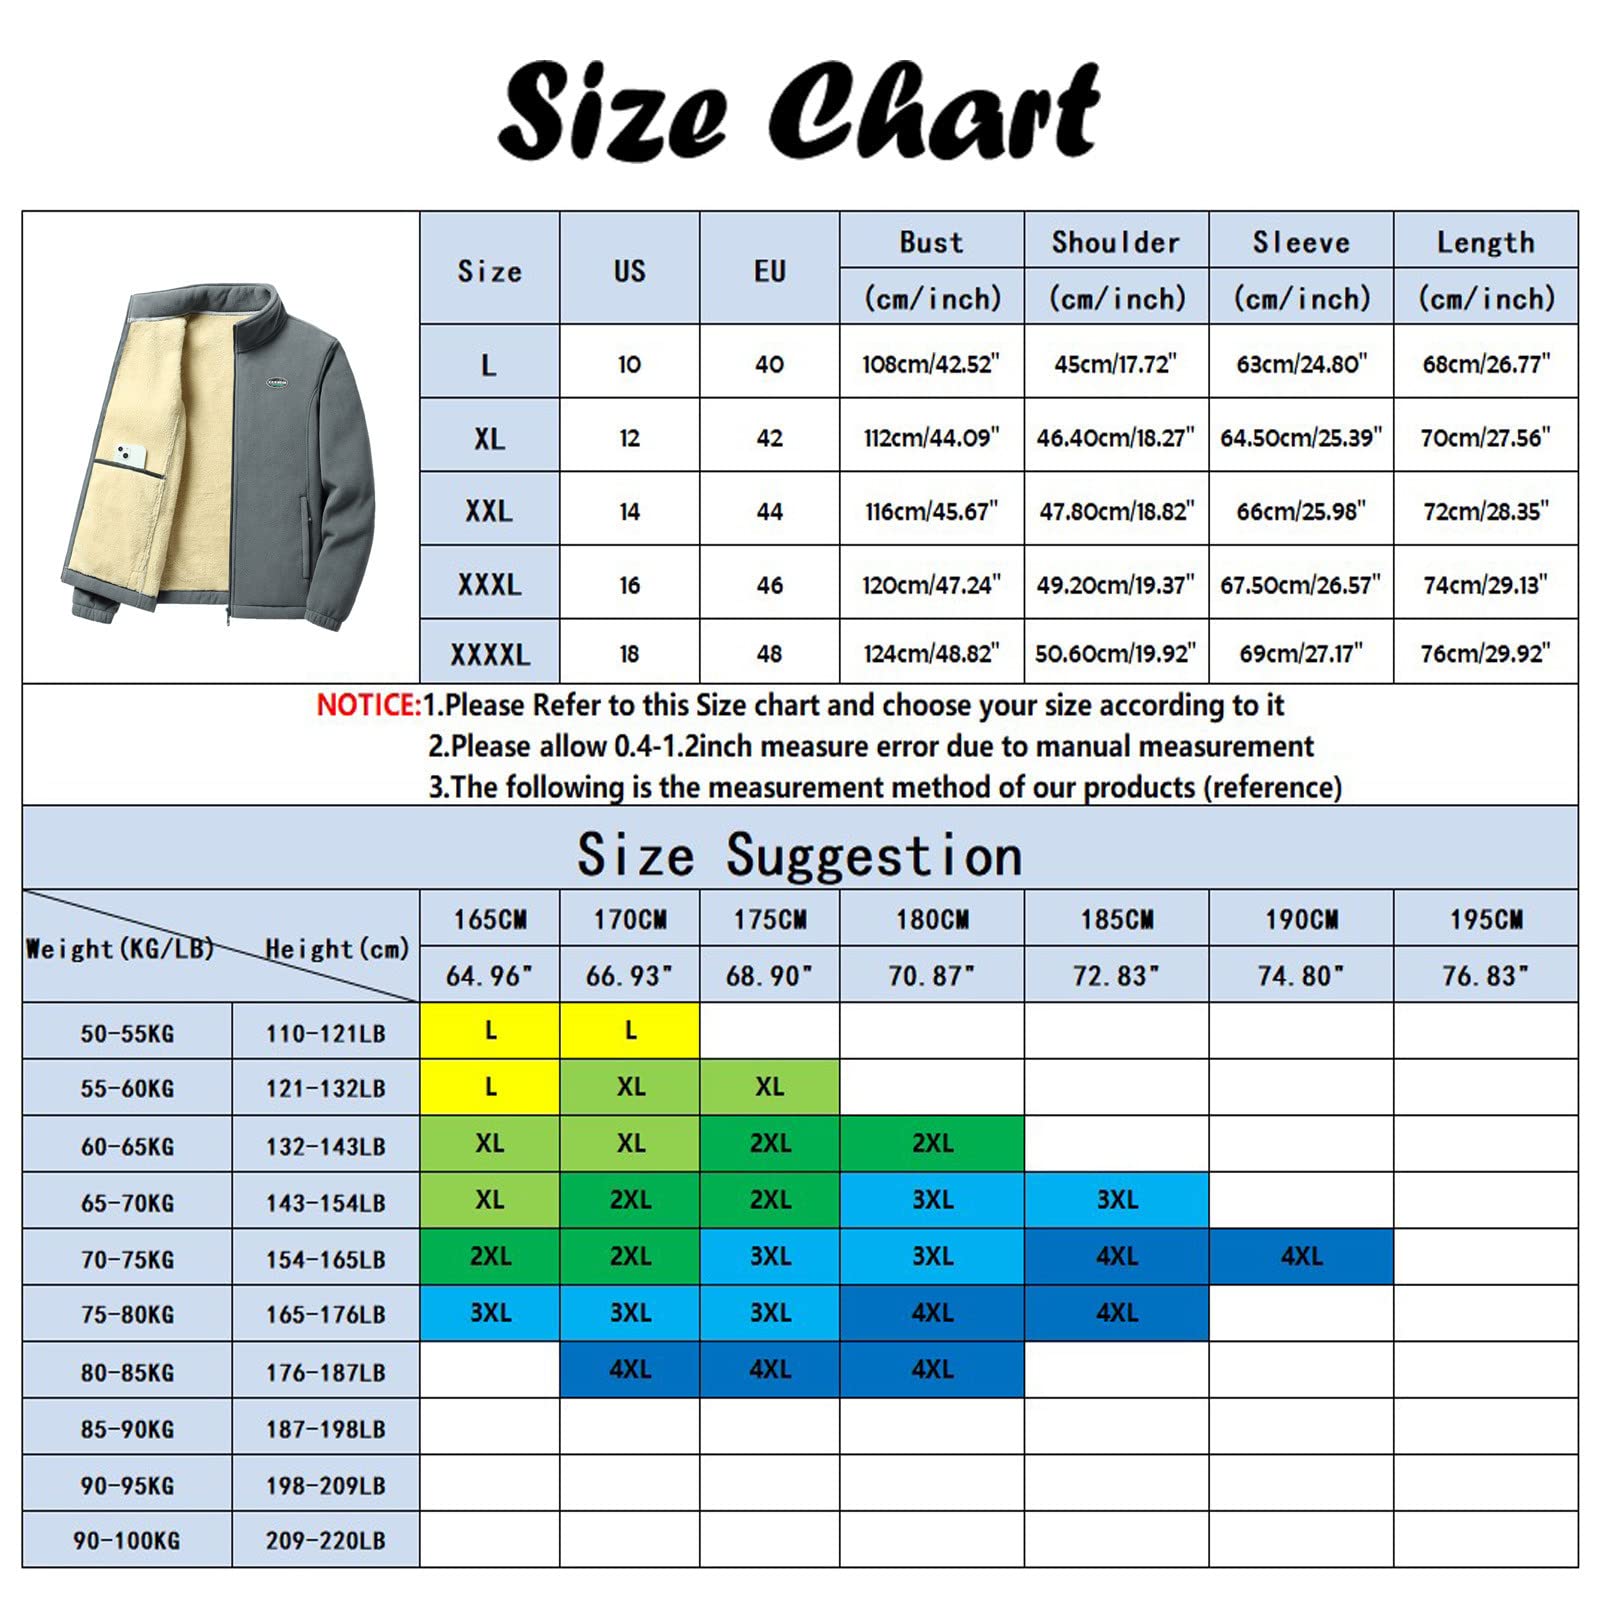 Size Chart
Size US EU Bust Shoulder Sleeve Length
(cm/inch) (cm/inch) (cm/inch) (cm/inch)
L 10 40 108cm/42.52" 45cm/17.72" 63cm/24.80" 68cm/26.77"
XL 12 42 112cm/44.09" 46.40cm/18.27" 64.50cm/25.39" 70cm/27.56"
XXL 14 44 116cm/45.67" 47.80cm/18.82" 66cm/25.98" 72cm/28.35"
XXXL 16 46 120cm/47.24" 49.20cm/19.37" 67.50cm/26.57" 74cm/29.13"
XXXXL 18 48 124cm/48.82" 50.60cm/19.92" 69cm/27.17" 76cm/29.92"
NOTICE:1.Please Refer to this Size chart and choose your size according to it
2.Please allow 0.4-1.2inch measure error due to manual measurement
3.The following is the measurement method of our products (reference)
Size Suggestion
Weight(KG/LB) Height(cm) 165CM 170CM 175CM 180CM 185CM 190CM 195CM
64.96" 66.93" 68.90" 70.87" 72.83" 74.80" 76.83"
50-55KG 110-121LB L L
55-60KG 121-132LB L XL XL
60-65KG 132-143LB XL XL 2XL 2XL
65-70KG 143-154LB XL 2XL 2XL 3XL 3XL
70-75KG 154-165LB 2XL 2XL 3XL 3XL 4XL 4XL
75-80KG 165-176LB 3XL 3XL 3XL 4XL 4XL
80-85KG 176-187LB 4XL 4XL 4XL
85-90KG 187-198LB
90-95KG 198-209LB
90-100KG 209-220LB